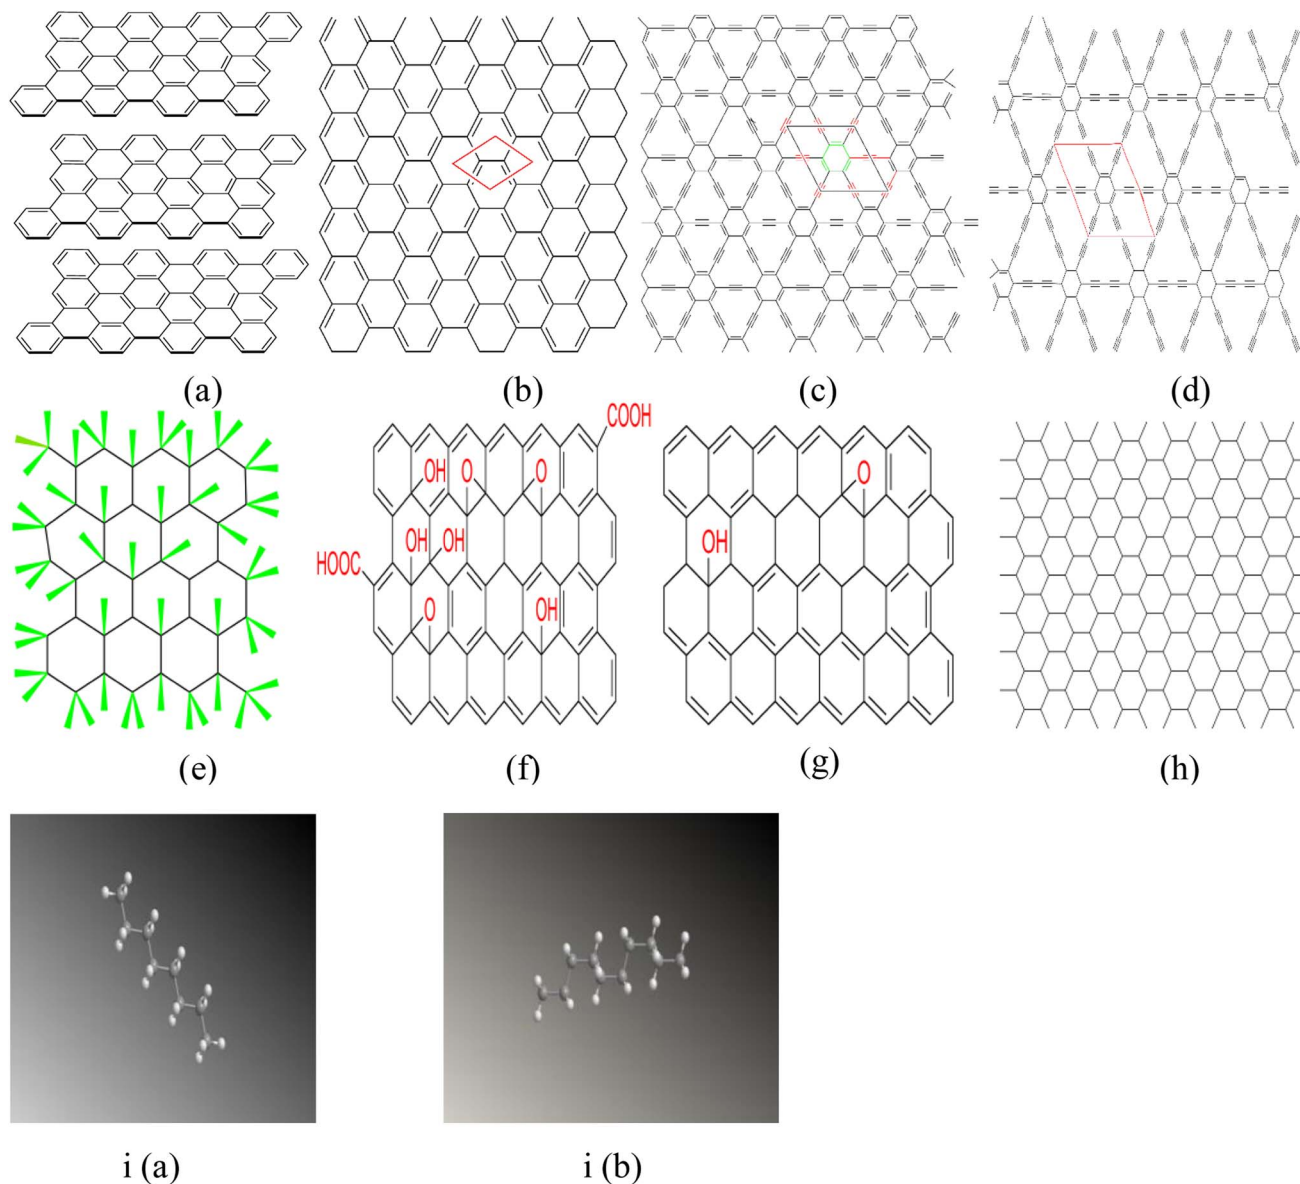 (a) (b) (c) (d)
COOH
OH O O
O
OH OH
OH
HOOC
O OH
(e) (f) (g) (h)
i (a) i (b)